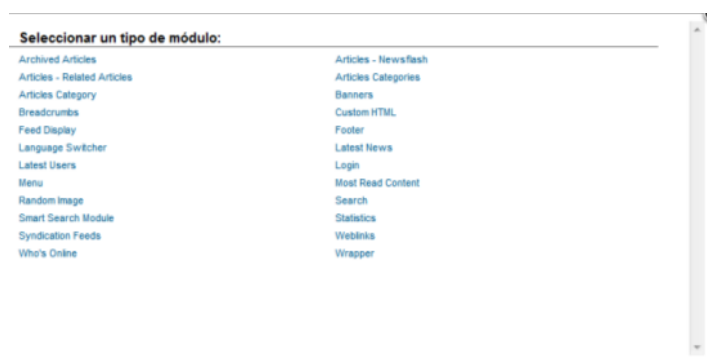 Seleccionar un tipo de módulo:
Archived Articles
Articles - Newsflash
Articles - Related Articles
Articles Categories
Articles Category
Banners
Breadcrumbs
Custom HTML
Feed Display
Footer
Language Switcher
Latest News
Latest Users
Login
Menu
Most Read Content
Random Image
Search
Smart Search Module
Statistics
Syndication Feeds
Weblinks
Who's Online
Wrapper